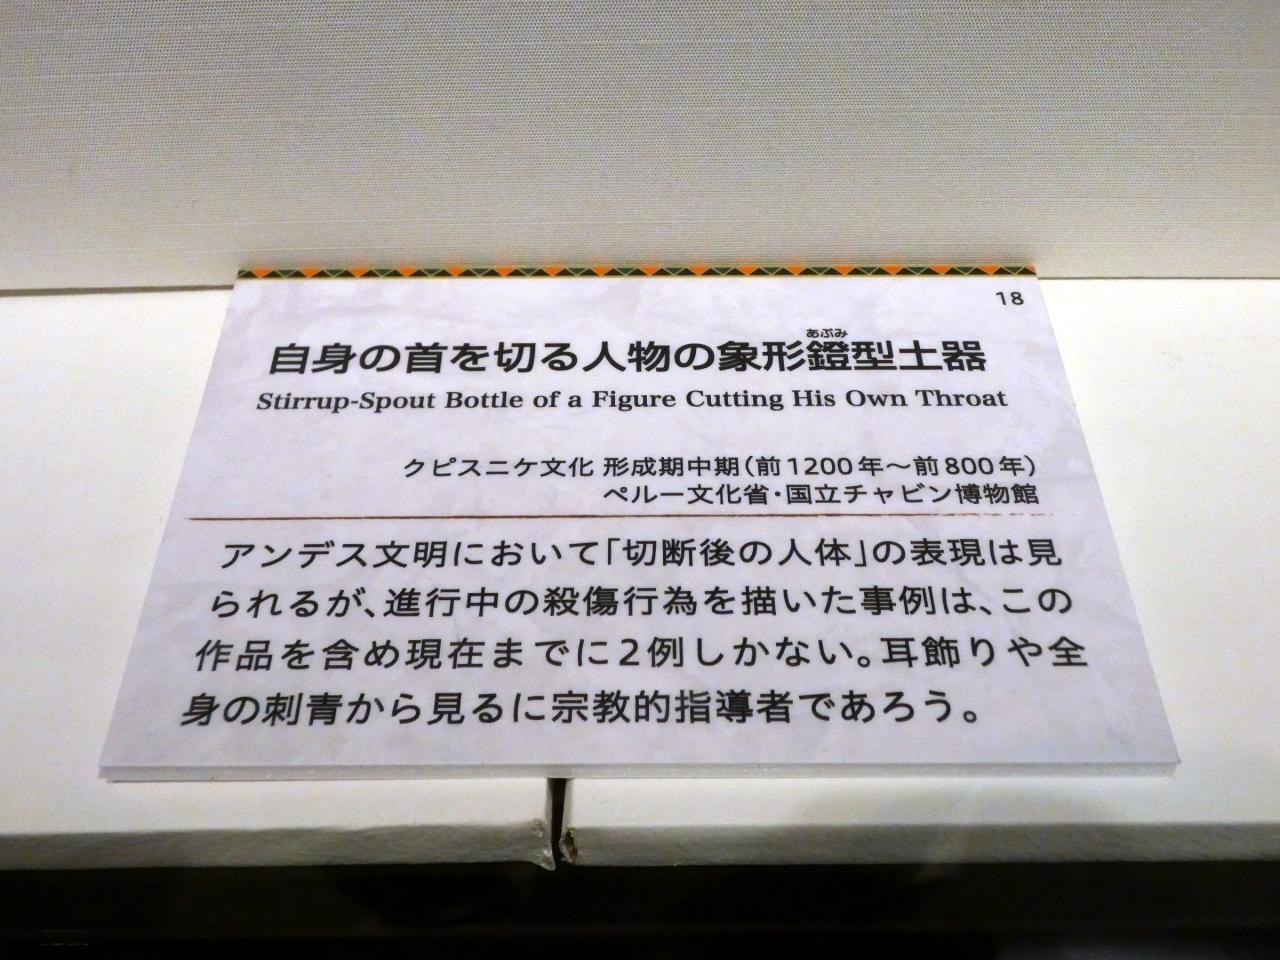 18
あぶみ
自身の首を切る人物の象形鐙型土器
Stirrup-Spout Bottle of a Figure Cutting His Own Throat
クピスニケ文化 形成期中期(前1200年～前800年)
ペルー文化省・国立チャビン博物館
アンデス文明において「切断後の人体」の表現は見
られるが、進行中の殺傷行為を描いた事例は、この
作品を含め現在までに2例しかない。耳飾りや全
身の刺青から見るに宗教的指導者であろう。